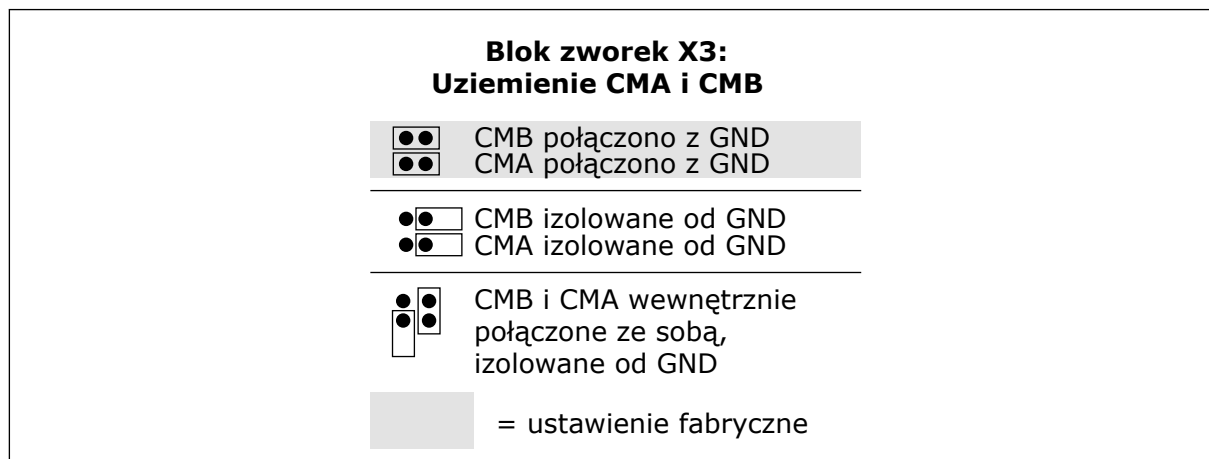 Blok zworek X3:
Uziemienie CMA i CMB
CMB połączono z GND
CMA połączono z GND
CMB izolowane od GND
CMA izolowane od GND
CMB i CMA wewnętrznie
połączone ze sobą,
izolowane od GND
= ustawienie fabryczne